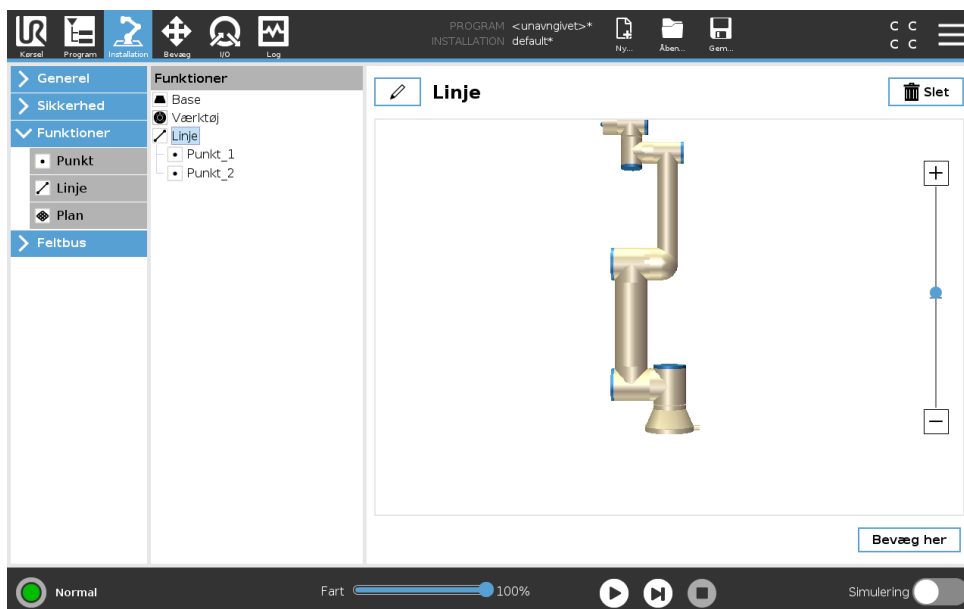 UR
Kørsel
Program
Installation
Bevæg
I/O
Log
PROGRAM <unavngivet>*
INSTALLATION default*
Ny...
Åben...
Gem...
C C
C C
Generel
Sikkerhed
Funktioner
Punkt
Linje
Plan
Feltbus
Funktioner
Base
Værktøj
Linje
Punkt_1
Punkt_2
Linje
Slet
Bevæg her
Normal
Fart
100%
Simulering